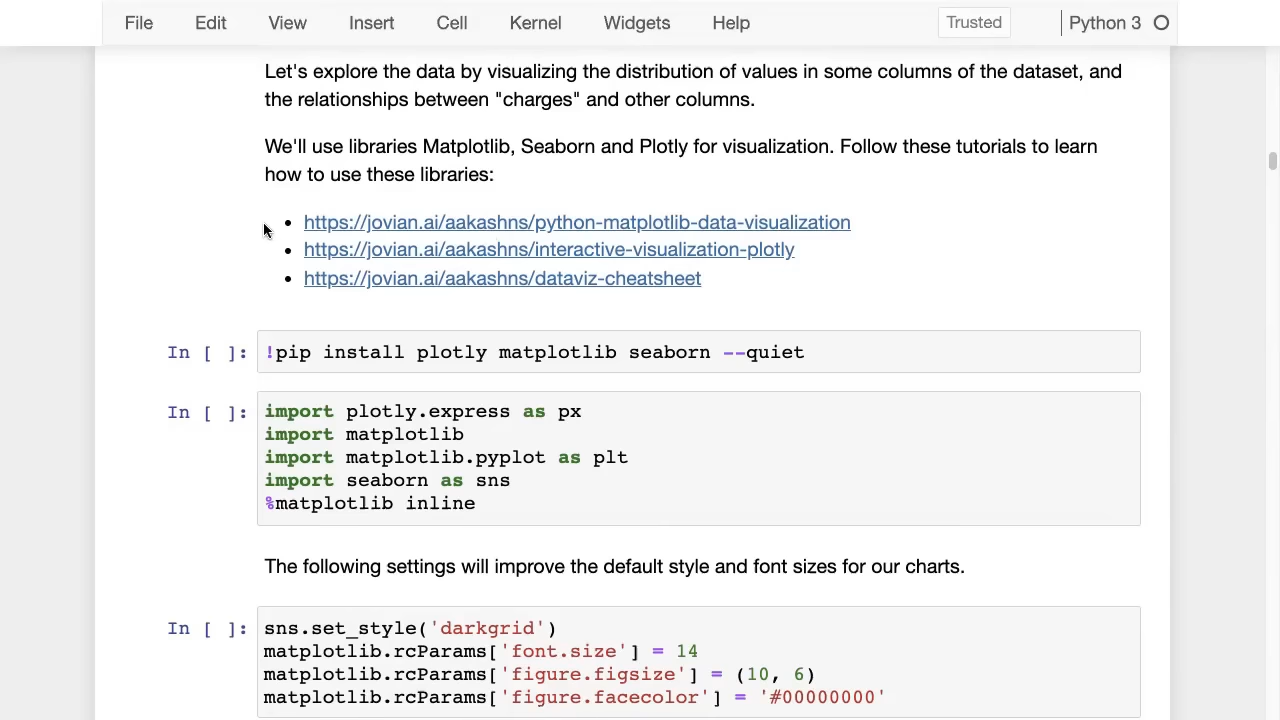 File Edit View Insert Cell Kernel Widgets Help Trusted Python 3
Let's explore the data by visualizing the distribution of values in some columns of the dataset, and
the relationships between "charges" and other columns.
We'll use libraries Matplotlib, Seaborn and Plotly for visualization. Follow these tutorials to learn
how to use these libraries:
• https://jovian.ai/aakashns/python-matplotlib-data-visualization
• https://jovian.ai/aakashns/interactive-visualization-plotly
• https://jovian.ai/aakashns/dataviz-cheatsheet
In [ ]: !pip install plotly matplotlib seaborn --quiet
In [ ]: import plotly.express as px
import matplotlib
import matplotlib.pyplot as plt
import seaborn as sns
%matplotlib inline
The following settings will improve the default style and font sizes for our charts.
In [ ]: sns.set_style('darkgrid')
matplotlib.rcParams['font.size'] = 14
matplotlib.rcParams['figure.figsize'] = (10, 6)
matplotlib.rcParams['figure.facecolor'] = '#00000000'